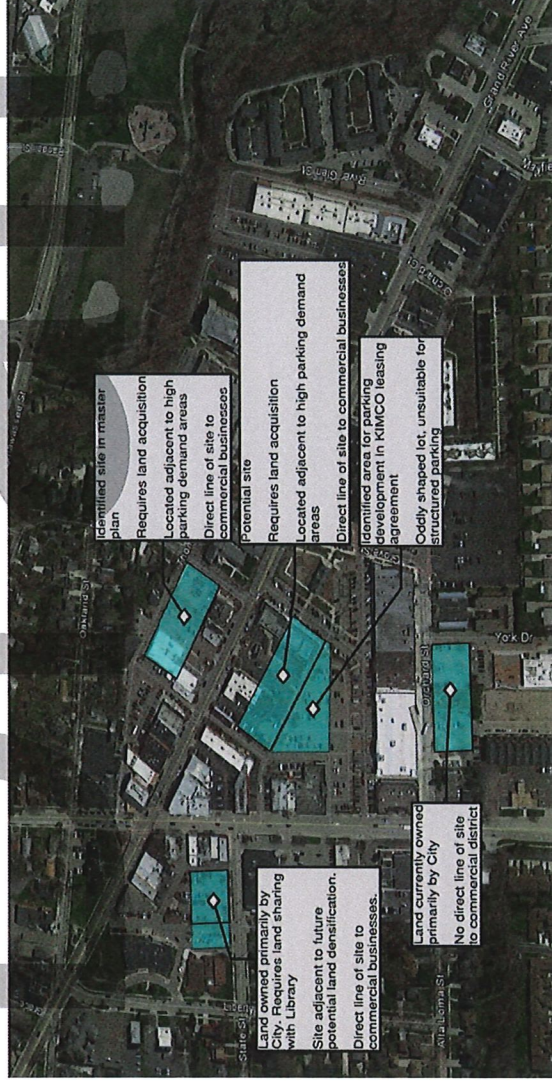 Identified site in master
plan
Requires land acquisition
Located adjacent to high
parking demand areas
Direct line of site to
commercial businesses
Potential site
Requires land acquisition
Located adjacent to high parking demand
areas
Direct line of site to commercial businesses
Identified area for parking
development in KIMCO leasing
agreement
Oddly shaped lot, unsuitable for
structured parking
Land owned primarily by
City. Requires land sharing
with Library
Site adjacent to future
potential land densification.
Direct line of site to
commercial businesses.
Land currently owned
primarily by City
No direct line of site
to commercial district
Grand River Ave
River Glen St
Orchard St
Oakland St
York Dr
State St
Alta Loma St